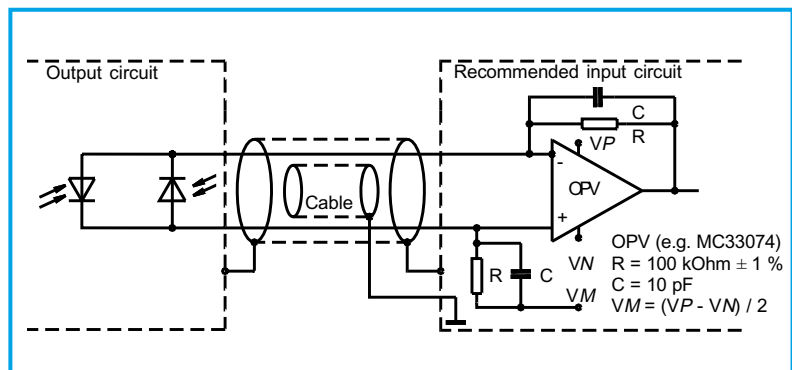 Output circuit
Recommended input circuit
C
R
VP
-
OPV
+
Cable
VN
R
C
VM
OPV (e.g. MC33074)
R = 100 kOhm ± 1 %
C = 10 pF
VM = (VP - VN) / 2